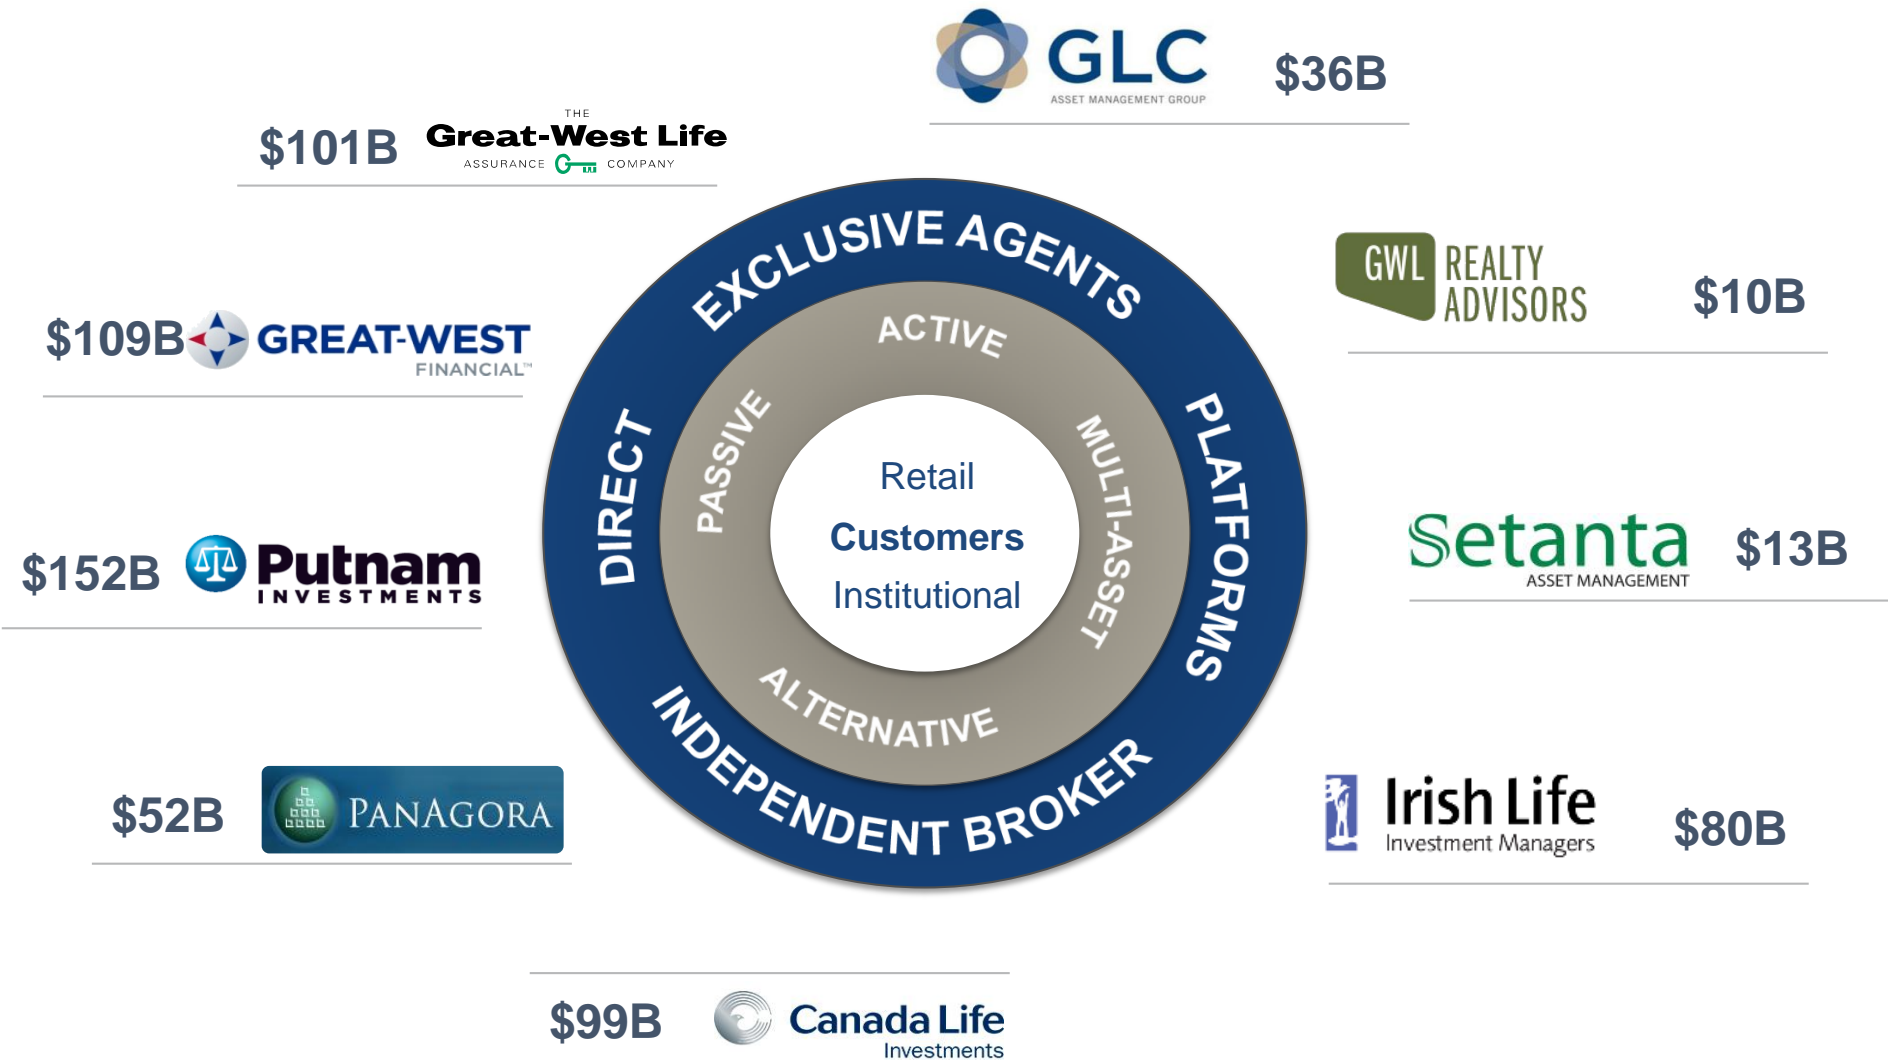 GLC
ASSET MANAGEMENT GROUP
$36B
$101B
THE
Great-West Life
ASSURANCE COMPANY
GWL REALTY
ADVISORS
$10B
$109B
GREAT-WEST
FINANCIAL™
EXCLUSIVE AGENTS
PLATFORMS
INDEPENDENT BROKER
DIRECT
ACTIVE
MULTI-ASSET
ALTERNATIVE
PASSIVE
Retail
Customers
Institutional
$152B
Putnam
INVESTMENTS
Setanta
ASSET MANAGEMENT
$13B
$52B
PANAGORA
Irish Life
Investment Managers
$80B
$99B
Canada Life
Investments